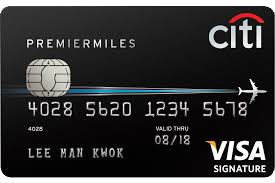 citi
PREMIERMILES
4028 5620 1234 5678
4028
VALID THRU
08/18
LEE MAN KWOK
VISA
SIGNATURE